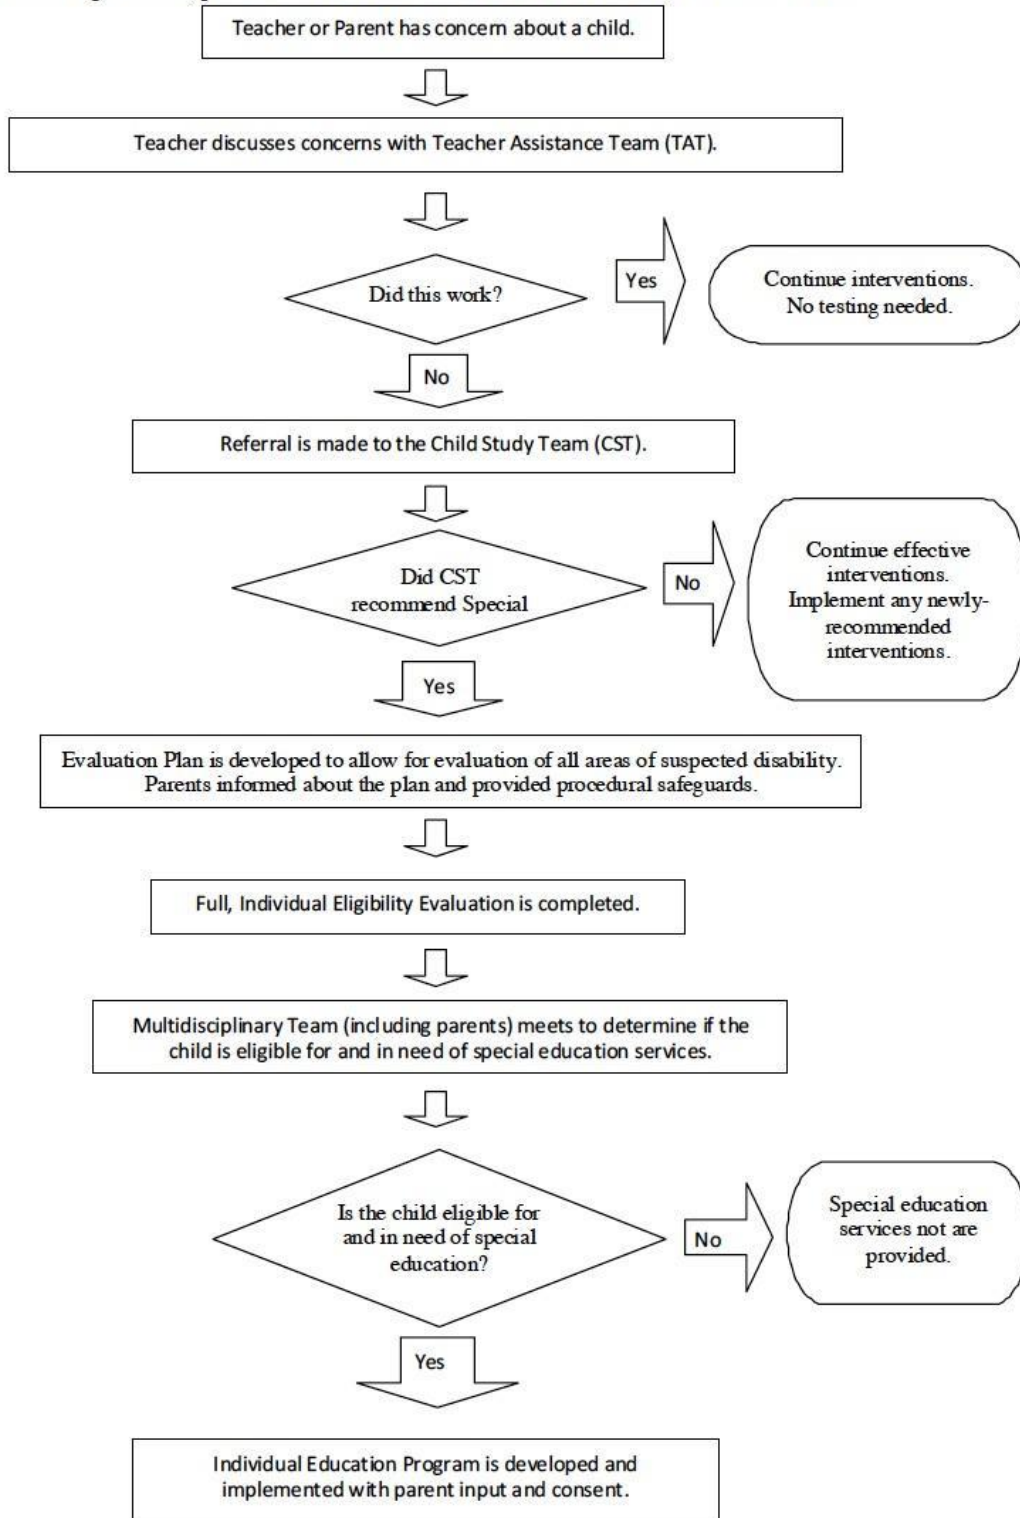 Teacher or Parent has concern about a child.
Teacher discusses concerns with Teacher Assistance Team (TAT).
Did this work?
Yes
Continue interventions.
No testing needed.
No
Referral is made to the Child Study Team (CST).
Did CST
recommend Special
No
Continue effective
interventions.
Implement any newly-
recommended
interventions.
Yes
Evaluation Plan is developed to allow for evaluation of all areas of suspected disability.
Parents informed about the plan and provided procedural safeguards.
Full, Individual Eligibility Evaluation is completed.
Multidisciplinary Team (including parents) meets to determine if the
child is eligible for and in need of special education services.
Is the child eligible for
and in need of special
education?
No
Special education
services not are
provided.
Yes
Individual Education Program is developed and
implemented with parent input and consent.